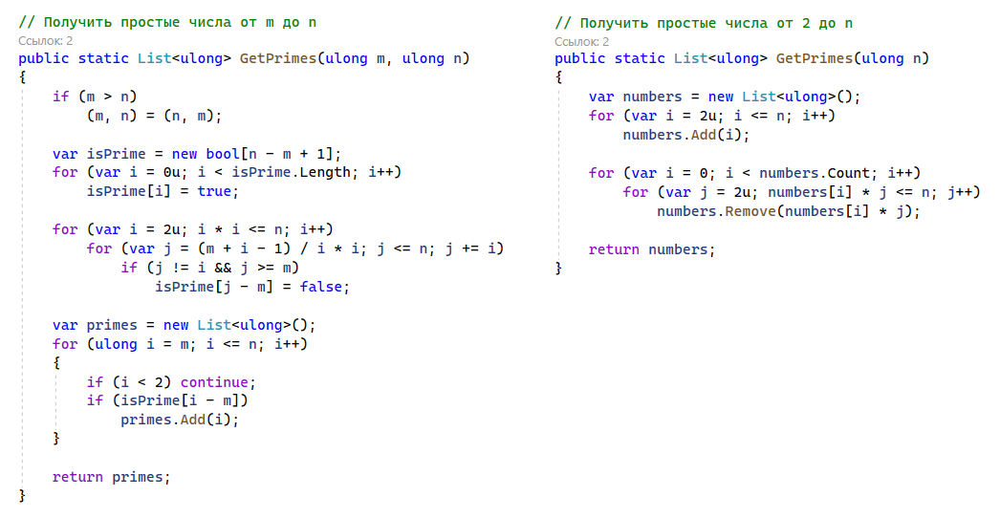 // Получить простые числа от m до n
Ссылок: 2
public static List<ulong> GetPrimes(ulong m, ulong n)
{
    if (m > n)
        (m, n) = (n, m);

    var isPrime = new bool[n - m + 1];
    for (var i = 0u; i < isPrime.Length; i++)
        isPrime[i] = true;

    for (var i = 2u; i * i <= n; i++)
        for (var j = (m + i - 1) / i * i; j <= n; j += i)
            if (j != i && j >= m)
                isPrime[j - m] = false;

    var primes = new List<ulong>();
    for (ulong i = m; i <= n; i++)
    {
        if (i < 2) continue;
        if (isPrime[i - m])
            primes.Add(i);
    }

    return primes;
}
// Получить простые числа от 2 до n
Ссылок: 2
public static List<ulong> GetPrimes(ulong n)
{
    var numbers = new List<ulong>();
    for (var i = 2u; i <= n; i++)
        numbers.Add(i);

    for (var i = 0; i < numbers.Count; i++)
        for (var j = 2u; numbers[i] * j <= n; j++)
            numbers.Remove(numbers[i] * j);

    return numbers;
}